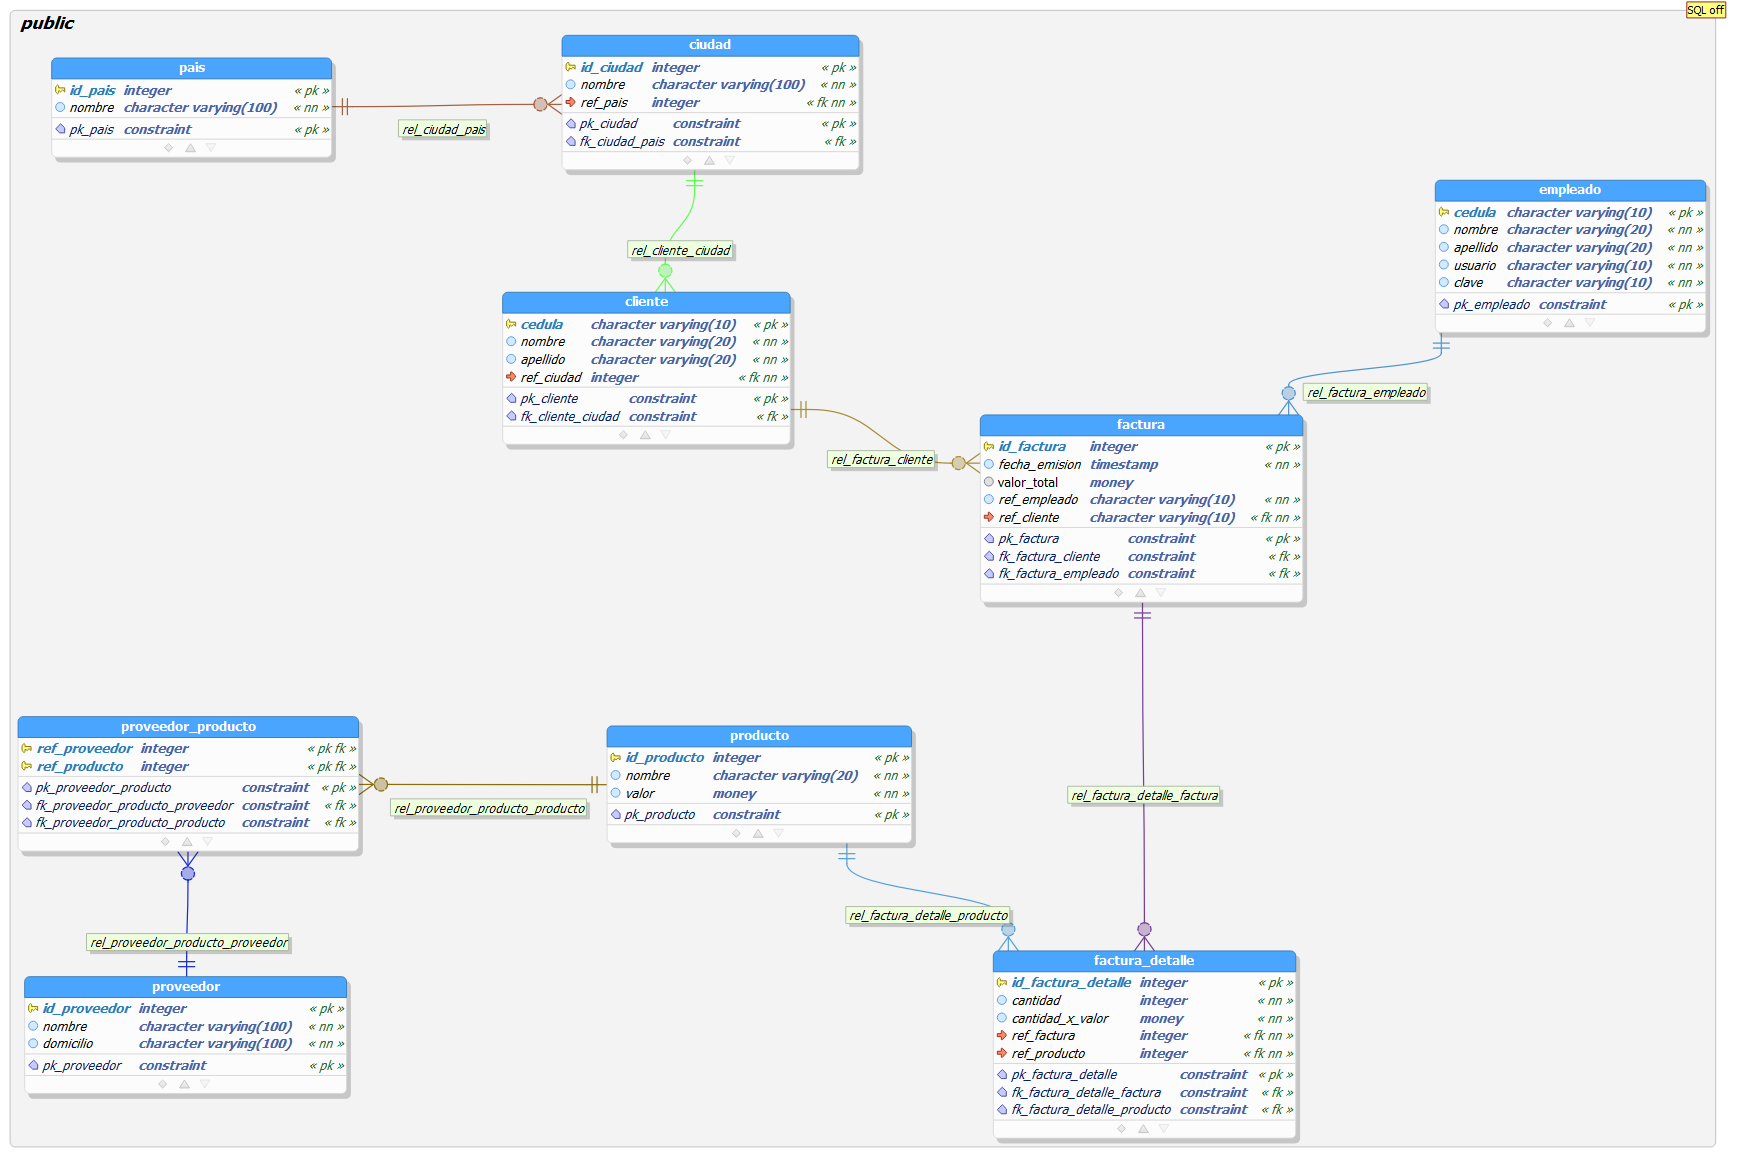 SQL off
public
pais
id_pais integer « pk »
nombre character varying(100) « nn »
pk_pais constraint « pk »
rel_ciudad_pais
ciudad
id_ciudad integer « pk »
nombre character varying(100) « nn »
ref_pais integer « fk nn »
pk_ciudad constraint « pk »
fk_ciudad_pais constraint « fk »
rel_cliente_ciudad
empleado
cedula character varying(10) « pk »
nombre character varying(20) « nn »
apellido character varying(20) « nn »
usuario character varying(10) « nn »
clave character varying(10) « nn »
pk_empleado constraint « pk »
rel_factura_empleado
cliente
cedula character varying(10) « pk »
nombre character varying(20) « nn »
apellido character varying(20) « nn »
ref_ciudad integer « fk nn »
pk_cliente constraint « pk »
fk_cliente_ciudad constraint « fk »
rel_factura_cliente
factura
id_factura integer « pk »
fecha_emision timestamp « nn »
valor_total money
ref_empleado character varying(10) « nn »
ref_cliente character varying(10) « fk nn »
pk_factura constraint « pk »
fk_factura_cliente constraint « fk »
fk_factura_empleado constraint « fk »
rel_factura_detalle_factura
proveedor_producto
ref_proveedor integer « pk fk »
ref_producto integer « pk fk »
pk_proveedor_producto constraint « pk »
fk_proveedor_producto_proveedor constraint « fk »
fk_proveedor_producto_producto constraint « fk »
rel_proveedor_producto_producto
producto
id_producto integer « pk »
nombre character varying(20) « nn »
valor money « nn »
pk_producto constraint « pk »
rel_factura_detalle_producto
rel_proveedor_producto_proveedor
proveedor
id_proveedor integer « pk »
nombre character varying(100) « nn »
domicilio character varying(100) « nn »
pk_proveedor constraint « pk »
factura_detalle
id_factura_detalle integer « pk »
cantidad integer « nn »
cantidad_x_valor money « nn »
ref_factura integer « fk nn »
ref_producto integer « fk nn »
pk_factura_detalle constraint « pk »
fk_factura_detalle_factura constraint « fk »
fk_factura_detalle_producto constraint « fk »